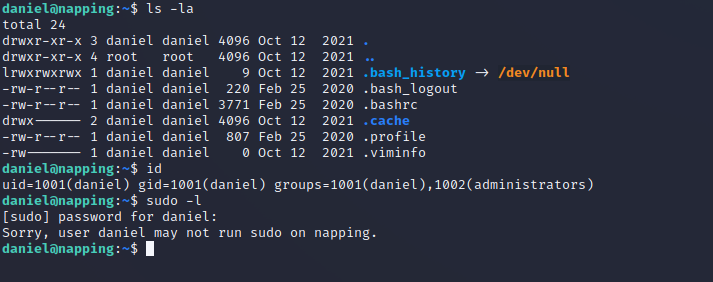 daniel@napping:~$ ls -la
total 24
drwxr-xr-x 3 daniel daniel 4096 Oct 12  2021 .
drwxr-xr-x 4 root   root   4096 Oct 12  2021 ..
lrwxrwxrwx 1 daniel daniel    9 Oct 12  2021 .bash_history -> /dev/null
-rw-r--r-- 1 daniel daniel  220 Feb 25  2020 .bash_logout
-rw-r--r-- 1 daniel daniel 3771 Feb 25  2020 .bashrc
drwx------ 2 daniel daniel 4096 Oct 12  2021 .cache
-rw-r--r-- 1 daniel daniel  807 Feb 25  2020 .profile
-rw------- 1 daniel daniel    0 Oct 12  2021 .viminfo
daniel@napping:~$ id
uid=1001(daniel) gid=1001(daniel) groups=1001(daniel),1002(administrators)
daniel@napping:~$ sudo -l
[sudo] password for daniel:
Sorry, user daniel may not run sudo on napping.
daniel@napping:~$